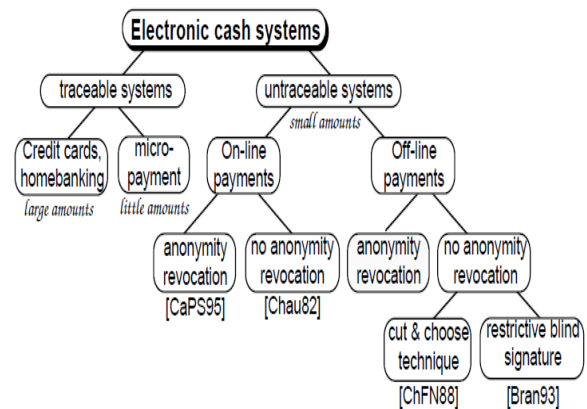 Electronic cash systems
traceable systems
untraceable systems
small amounts
Credit cards,
homebanking
large amounts
micro-
payment
little amounts
On-line
payments
Off-line
payments
anonymity
revocation
[CaPS95]
no anonymity
revocation
[Chau82]
anonymity
revocation
no anonymity
revocation
cut & choose
technique
[ChFN88]
restrictive blind
signature
[Bran93]